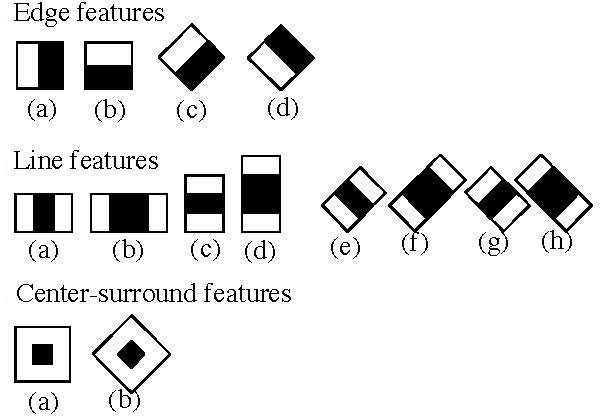 Edge features
(a) (b) (c) (d)
Line features
(a) (b) (c) (d) (e) (f) (g) (h)
Center-surround features
(a) (b)